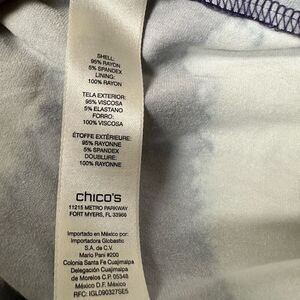 SHELL:
95% RAYON
5% SPANDEX
LINING:
100% RAYON
TELA EXTERIOR:
95% VISCOSA
5% ELASTANO
FORRO:
100% VISCOSA
ÉTOFFE EXTÉRIEURE:
95% RAYONNE
5% SPANDEX
DOUBLURE:
100% RAYONNE
chico's
11215 METRO PARKWAY
FORT MYERS, FL 33966
Importado en México por:
Importadora Globastic
S.A. de C.V.
Mario Pani #200
Colonia Santa Fe Cuajimalpa
Delegación Cuajimalpa
de Morelos C.P. 05348
México D.F. México
RFC: IGL090327SE5